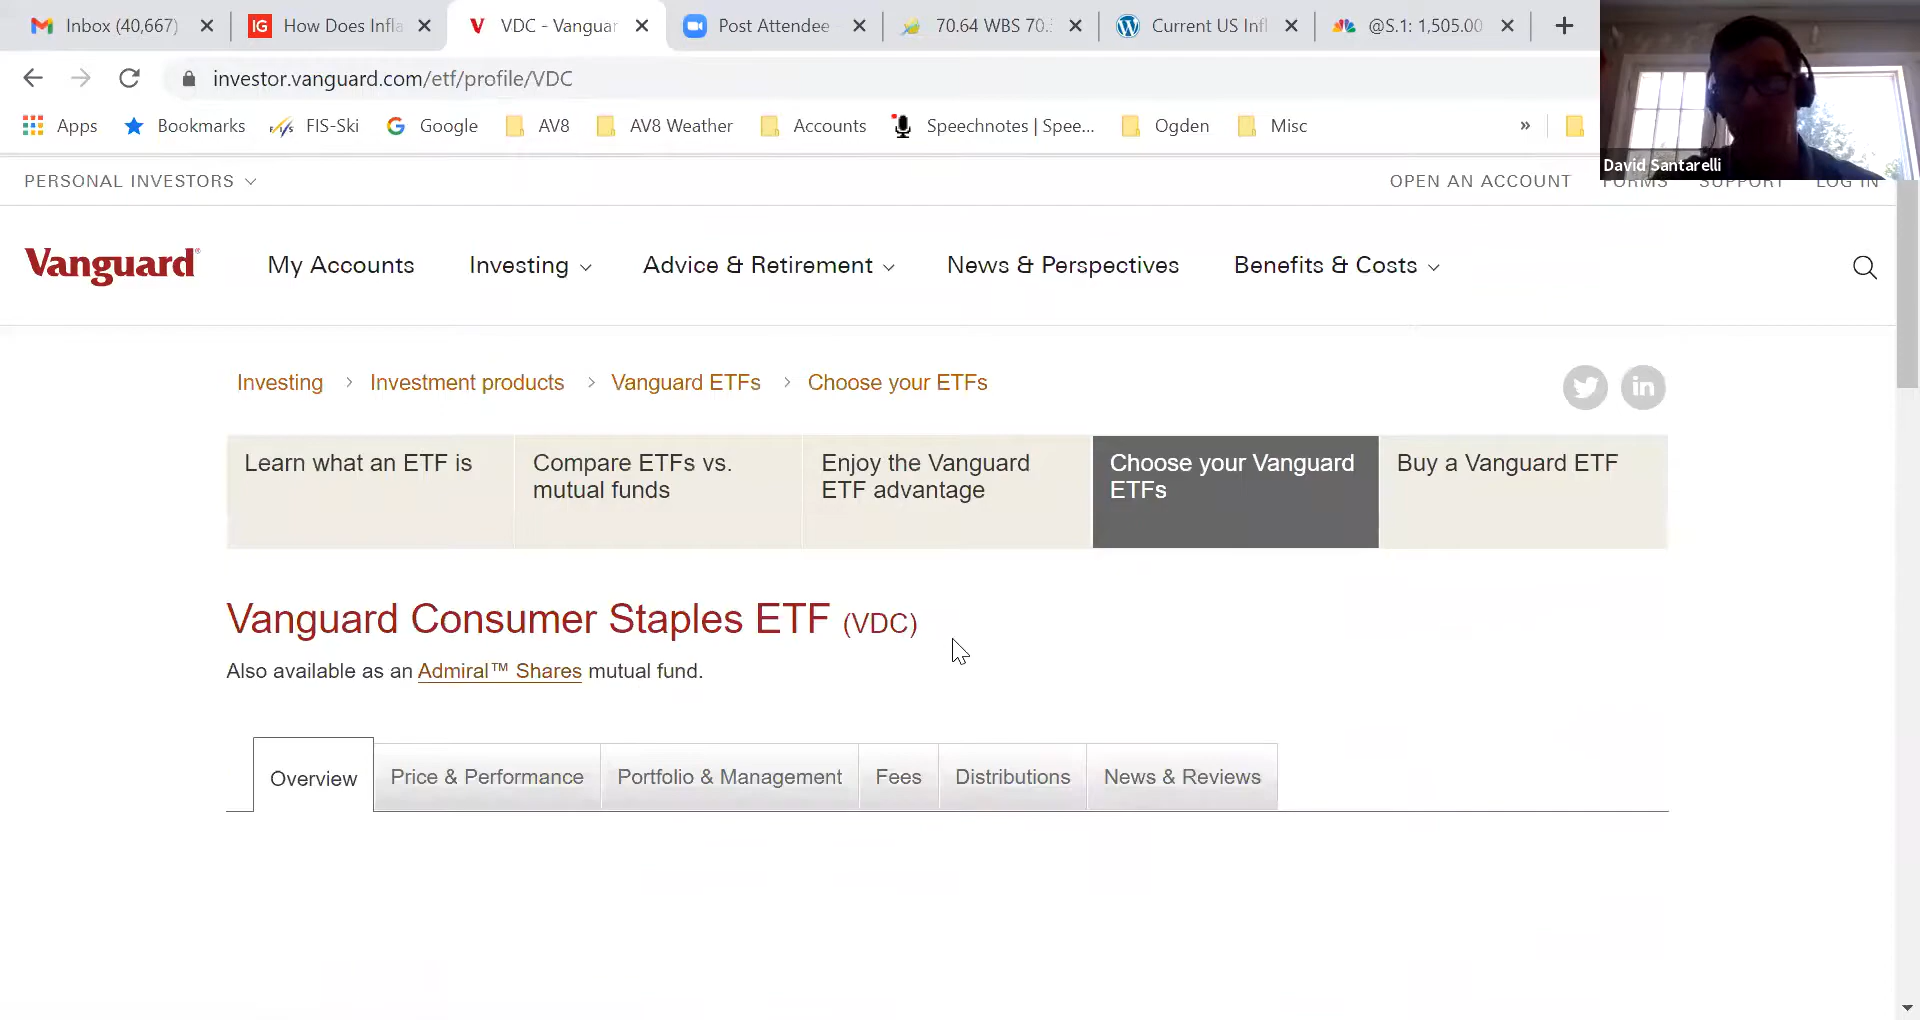 Inbox (40,667)
How Does Infla
VDC - Vanguar
Post Attendee
70.64 WBS 70.
Current US Infl
@S.1: 1,505.00
investor.vanguard.com/etf/profile/VDC
Apps
Bookmarks
FIS-Ski
Google
AV8
AV8 Weather
Accounts
Speechnotes | Spee...
Ogden
Misc
»
David Santarelli
PERSONAL INVESTORS
OPEN AN ACCOUNT
FORMS
SUPPORT
LOG IN
Vanguard®
My Accounts
Investing
Advice & Retirement
News & Perspectives
Benefits & Costs
Investing > Investment products > Vanguard ETFs > Choose your ETFs
in
Learn what an ETF is
Compare ETFs vs.
mutual funds
Enjoy the Vanguard
ETF advantage
Choose your Vanguard
ETFs
Buy a Vanguard ETF
Vanguard Consumer Staples ETF (VDC)
Also available as an Admiral™ Shares mutual fund.
Overview
Price & Performance
Portfolio & Management
Fees
Distributions
News & Reviews